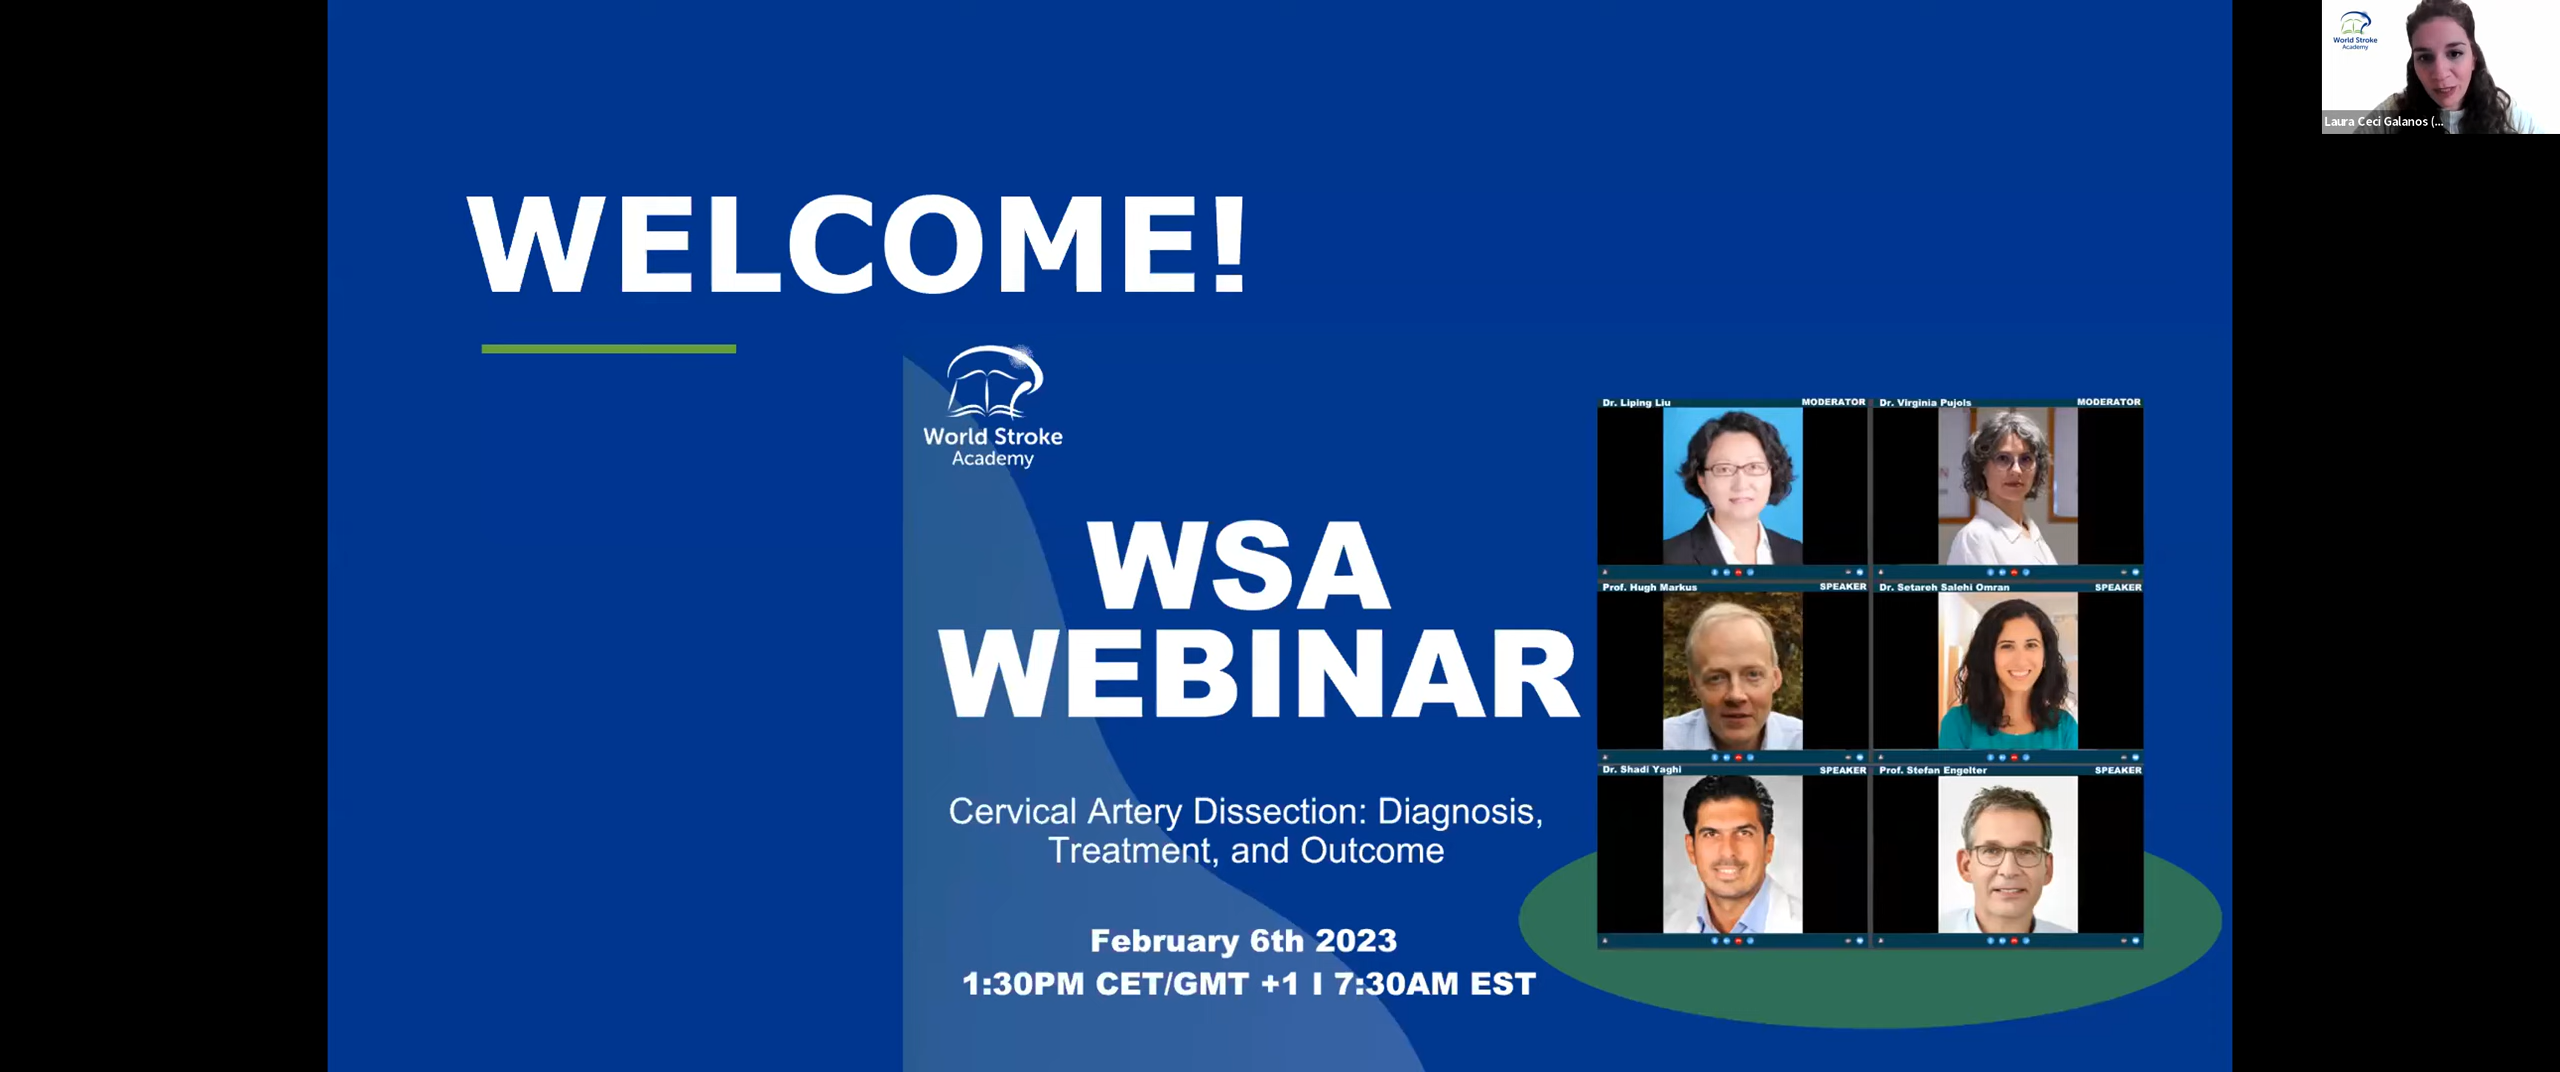 World Stroke
Academy
Laura Ceci Galanos (...
WELCOME!
World Stroke
Academy
WSA
WEBINAR
Cervical Artery Dissection: Diagnosis,
Treatment, and Outcome
February 6th 2023
1:30PM CET/GMT +1 I 7:30AM EST
Dr. Liping Liu MODERATOR
Dr. Virginia Pujols MODERATOR
Prof. Hugh Markus SPEAKER
Dr. Setareh Salehi Omran SPEAKER
Dr. Shadi Yaghi SPEAKER
Prof. Stefan Engelter SPEAKER